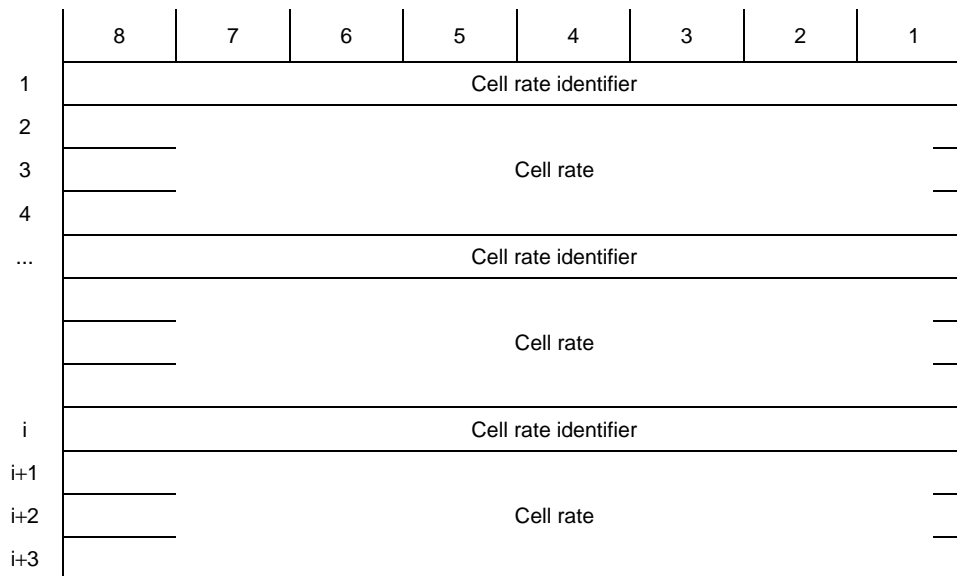 8 7 6 5 4 3 2 1
1 Cell rate identifier
2
3 Cell rate
4
... Cell rate identifier
Cell rate
i Cell rate identifier
i+1
i+2 Cell rate
i+3